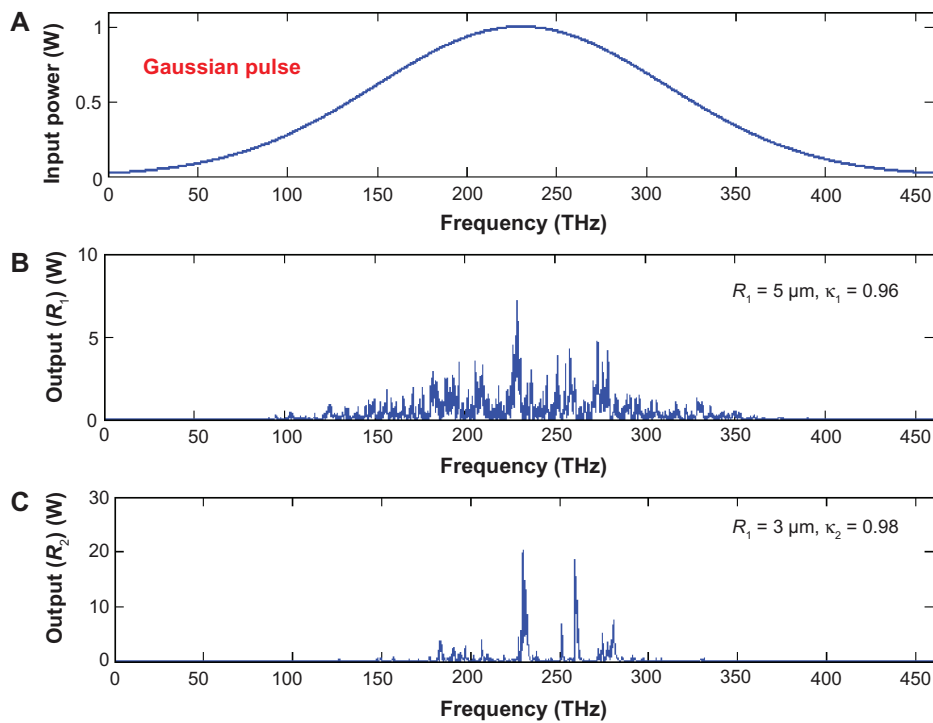 A
Input power (W)
1
0.5
0
Gaussian pulse
0 50 100 150 200 250 300 350 400 450
Frequency (THz)
B
Output (R₁) (W)
10
5
0
R₁ = 5 µm, κ₁ = 0.96
0 50 100 150 200 250 300 350 400 450
Frequency (THz)
C
Output (R₂) (W)
30
20
10
0
R₁ = 3 µm, κ₂ = 0.98
0 50 100 150 200 250 300 350 400 450
Frequency (THz)